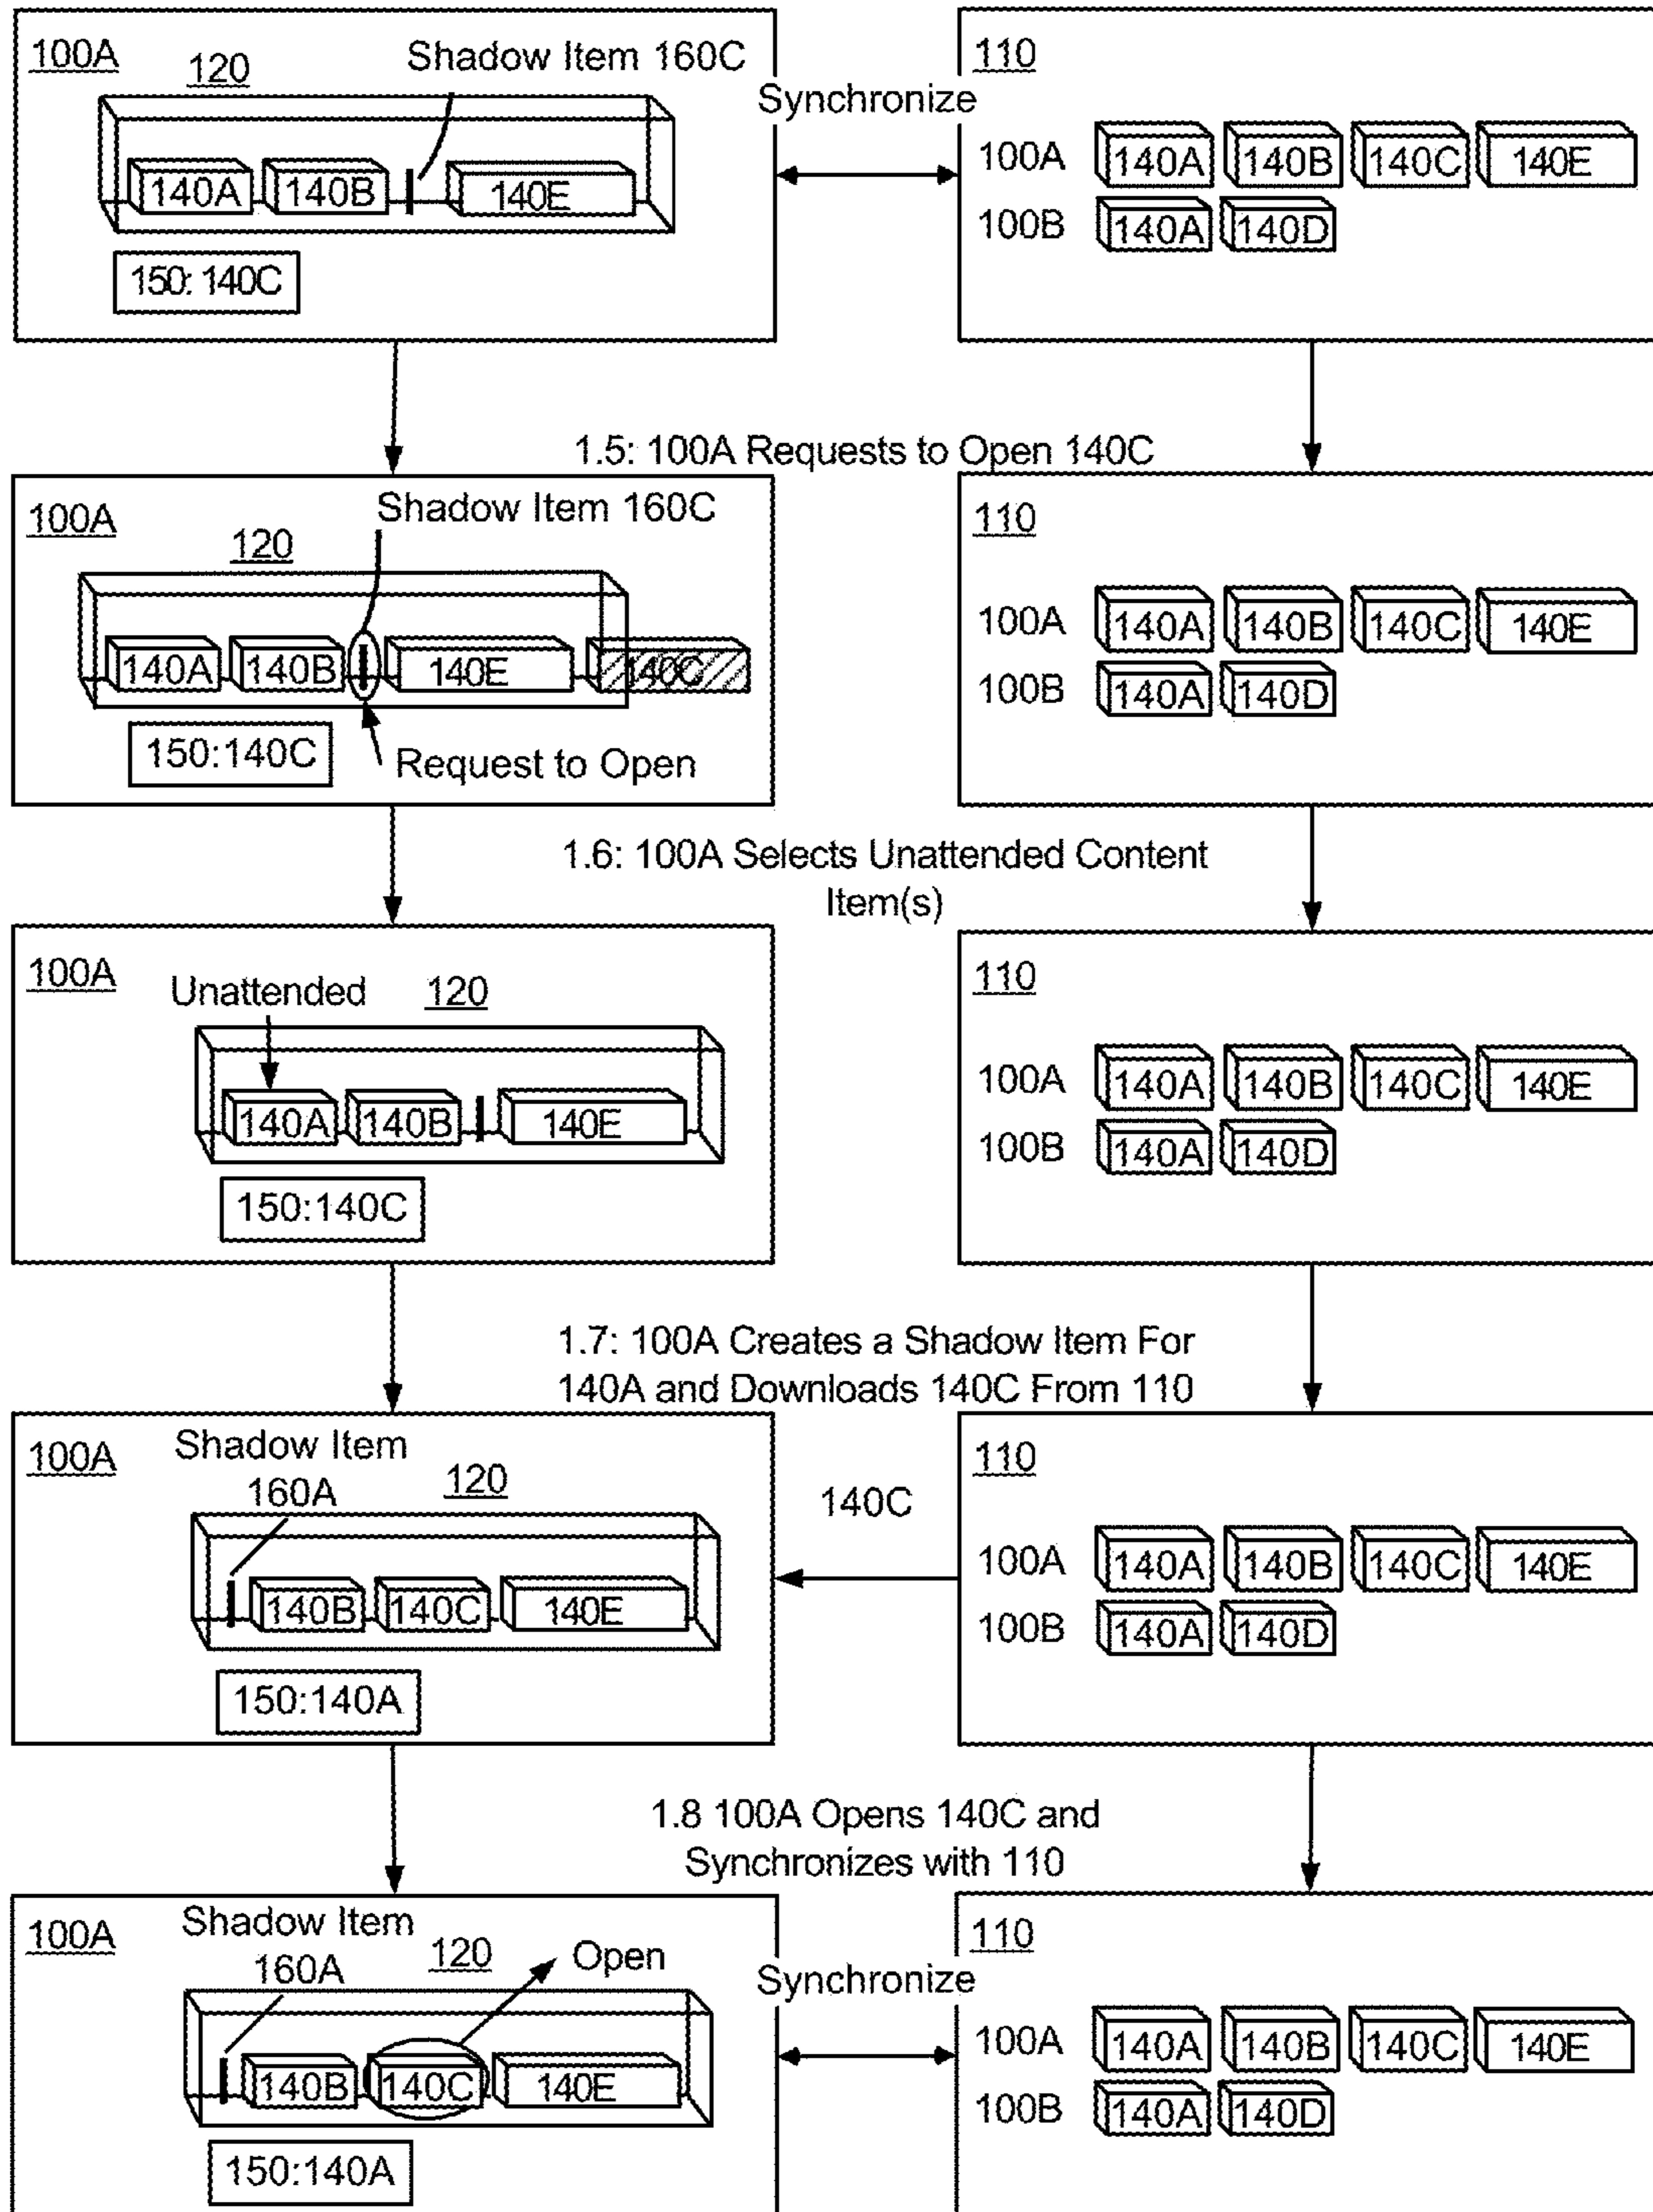 100A
120
Shadow Item 160C
140A 140B 140E
150: 140C
Synchronize
110
100A 140A 140B 140C 140E
100B 140A 140D
1.5: 100A Requests to Open 140C
100A
Shadow Item 160C
120
140A 140B 140E 140C
150:140C
Request to Open
110
100A 140A 140B 140C 140E
100B 140A 140D
1.6: 100A Selects Unattended Content
Item(s)
100A
Unattended
120
140A 140B 140E
150:140C
110
100A 140A 140B 140C 140E
100B 140A 140D
1.7: 100A Creates a Shadow Item For
140A and Downloads 140C From 110
100A
Shadow Item
160A
120
140B 140C 140E
150:140A
140C
110
100A 140A 140B 140C 140E
100B 140A 140D
1.8 100A Opens 140C and
Synchronizes with 110
100A
Shadow Item
160A
120
Open
140B 140C 140E
150:140A
Synchronize
110
100A 140A 140B 140C 140E
100B 140A 140D